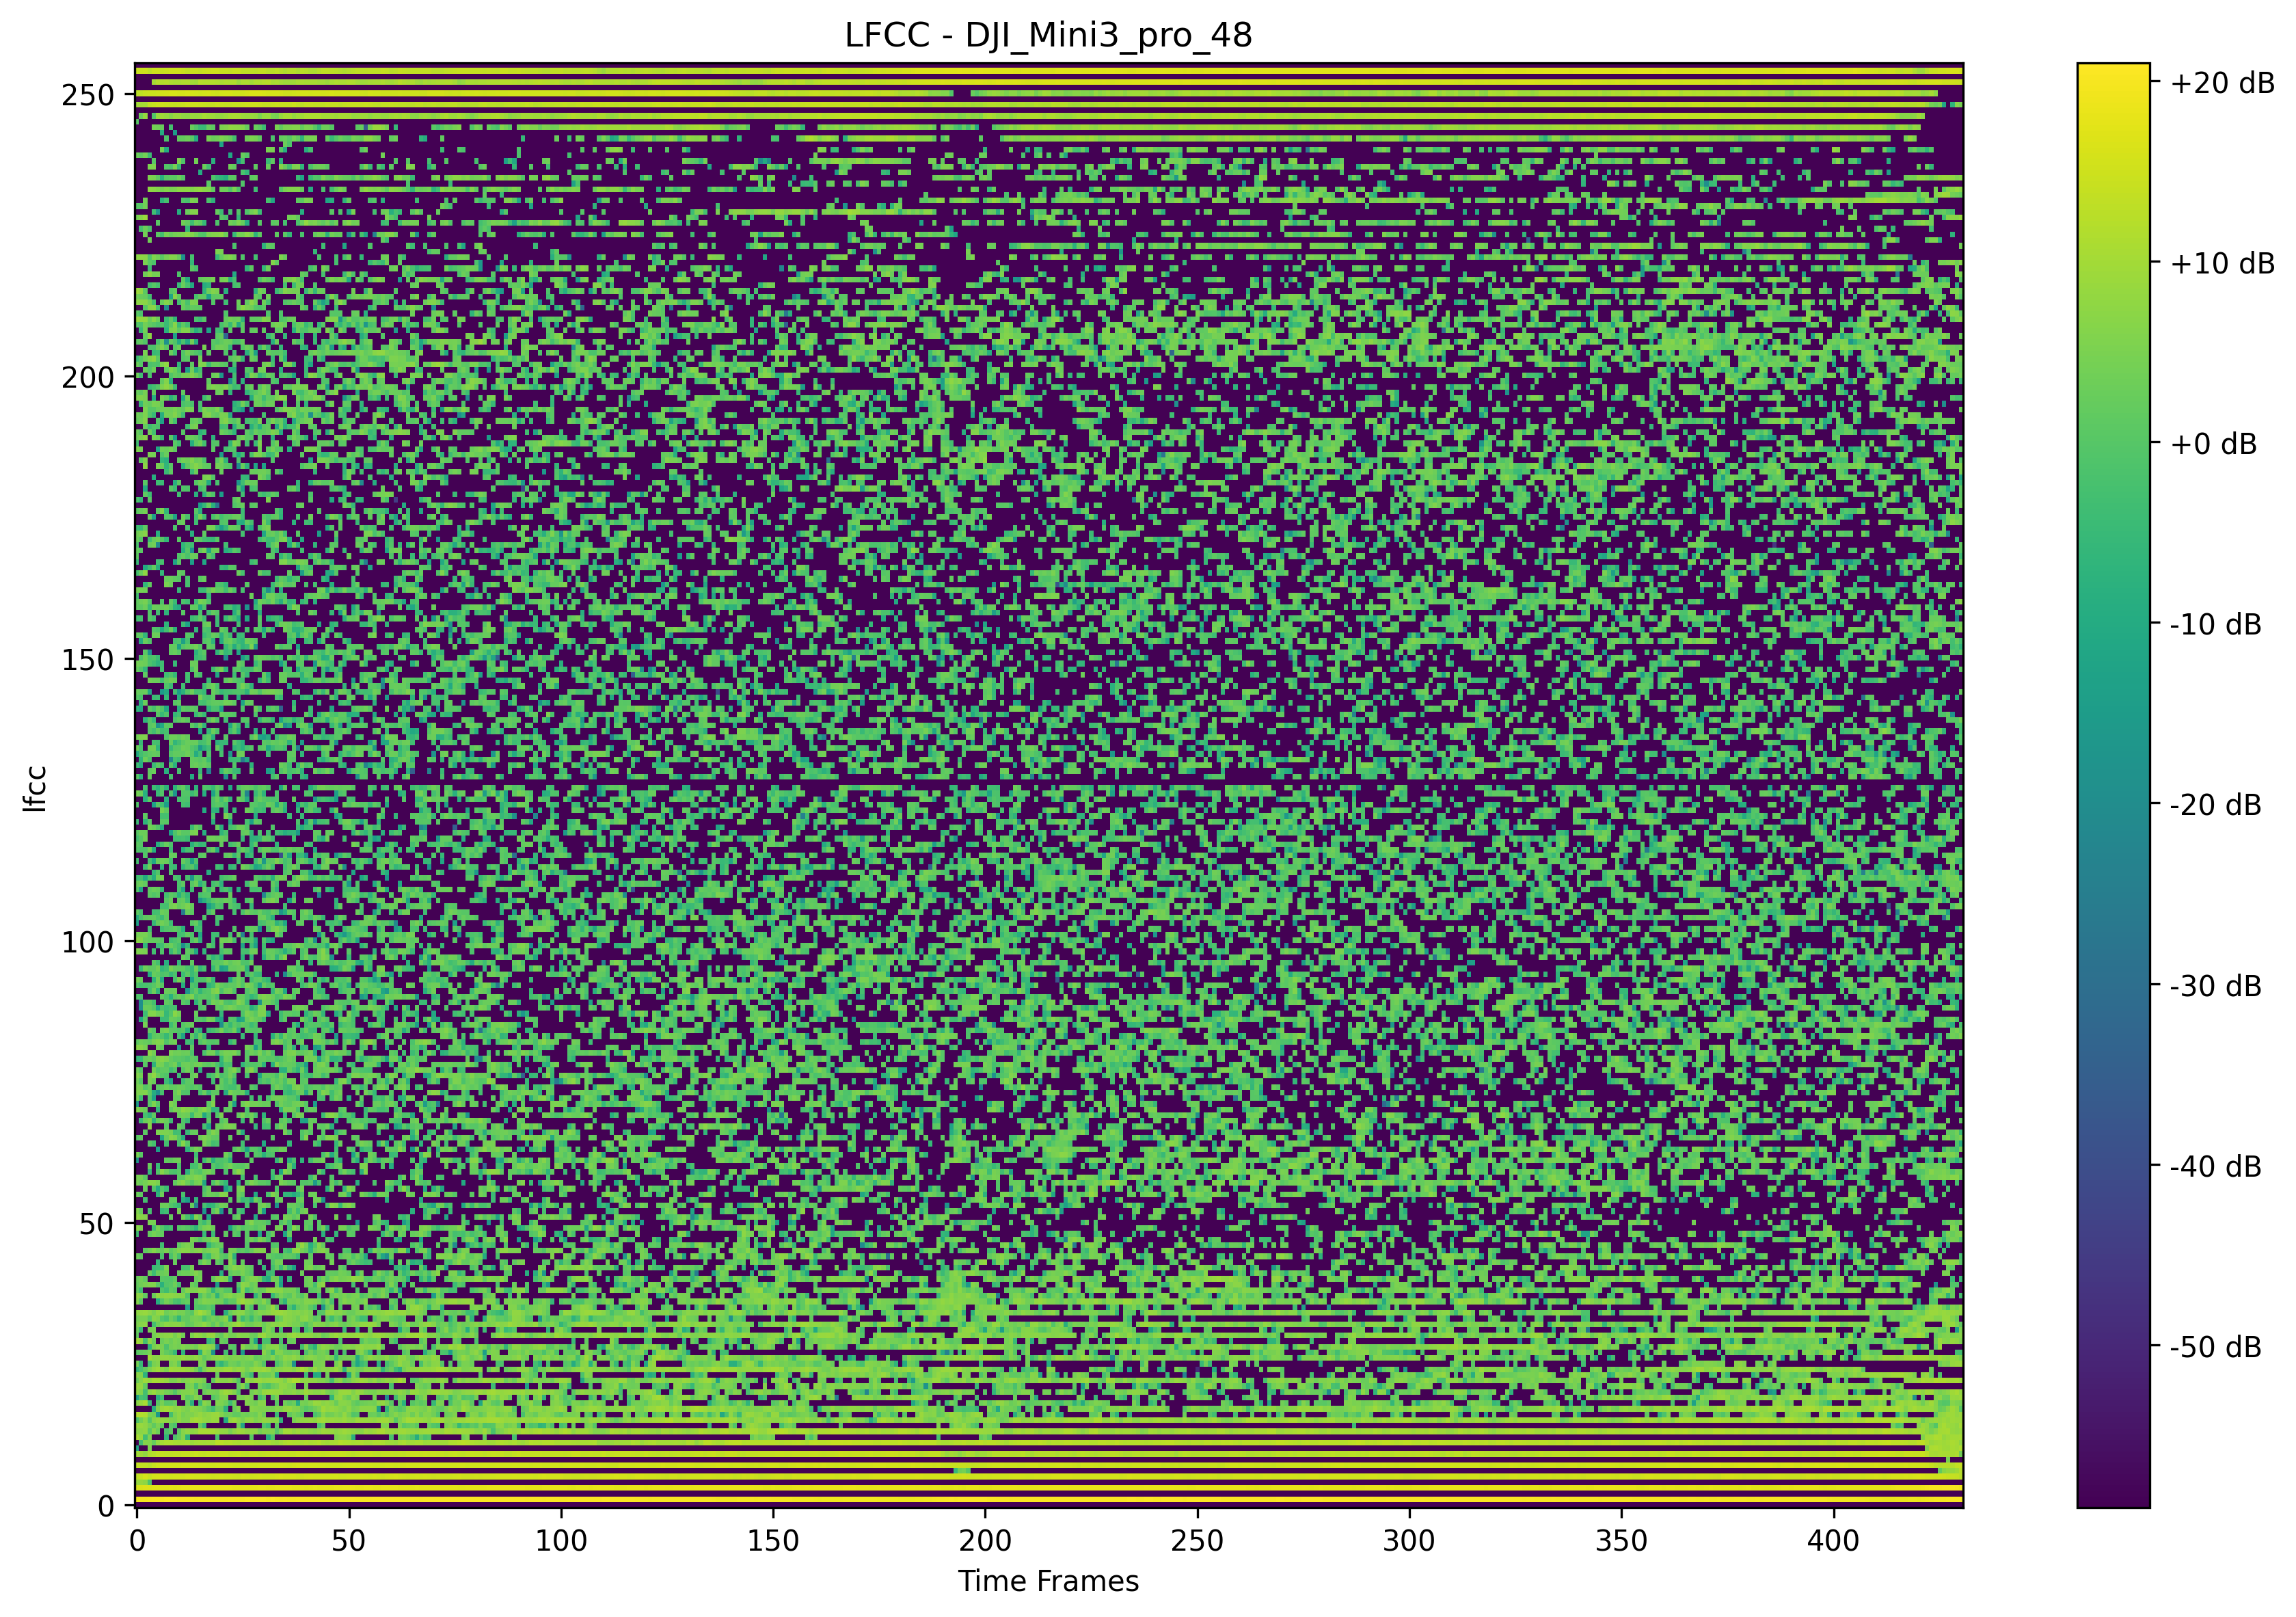 LFCC - DJI_Mini3_pro_48
lfcc
250
200
150
100
50
0
0 50 100 150 200 250 300 350 400
Time Frames
+20 dB
+10 dB
+0 dB
-10 dB
-20 dB
-30 dB
-40 dB
-50 dB